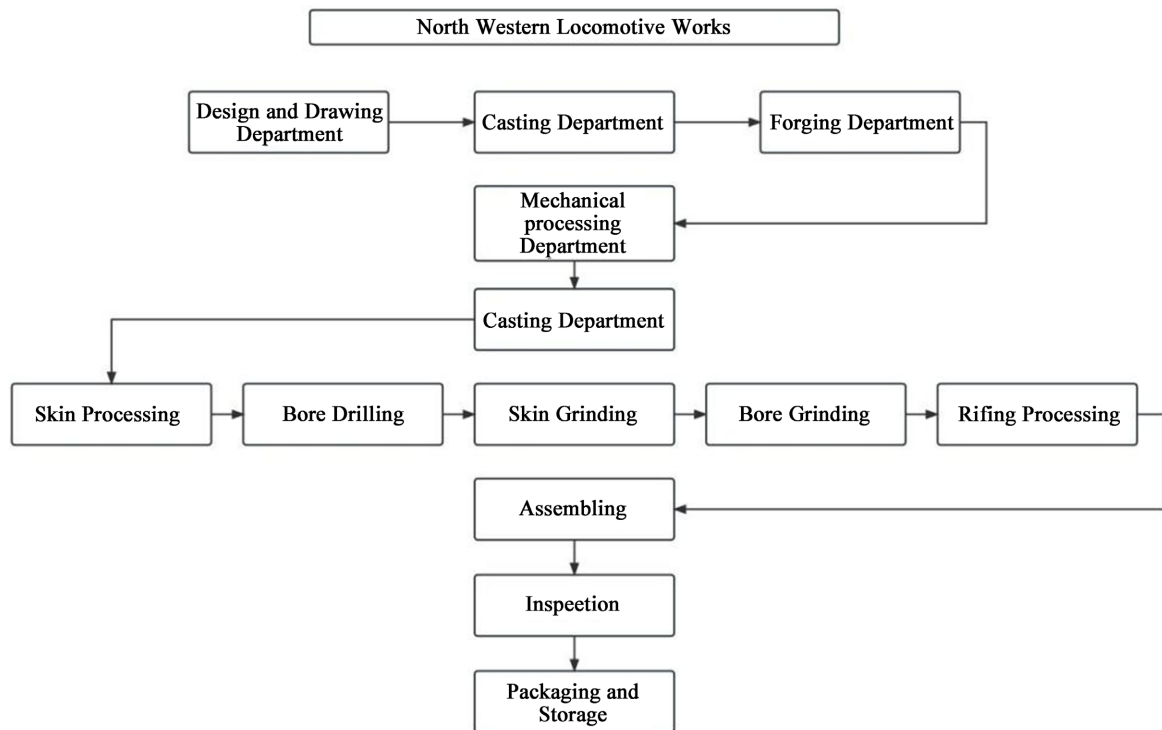 North Western Locomotive Works
Design and Drawing
Department
Casting Department
Forging Department
Mechanical
processing
Department
Casting Department
Skin Processing
Bore Drilling
Skin Grinding
Bore Grinding
Rifing Processing
Assembling
Inspeetion
Packaging and
Storage